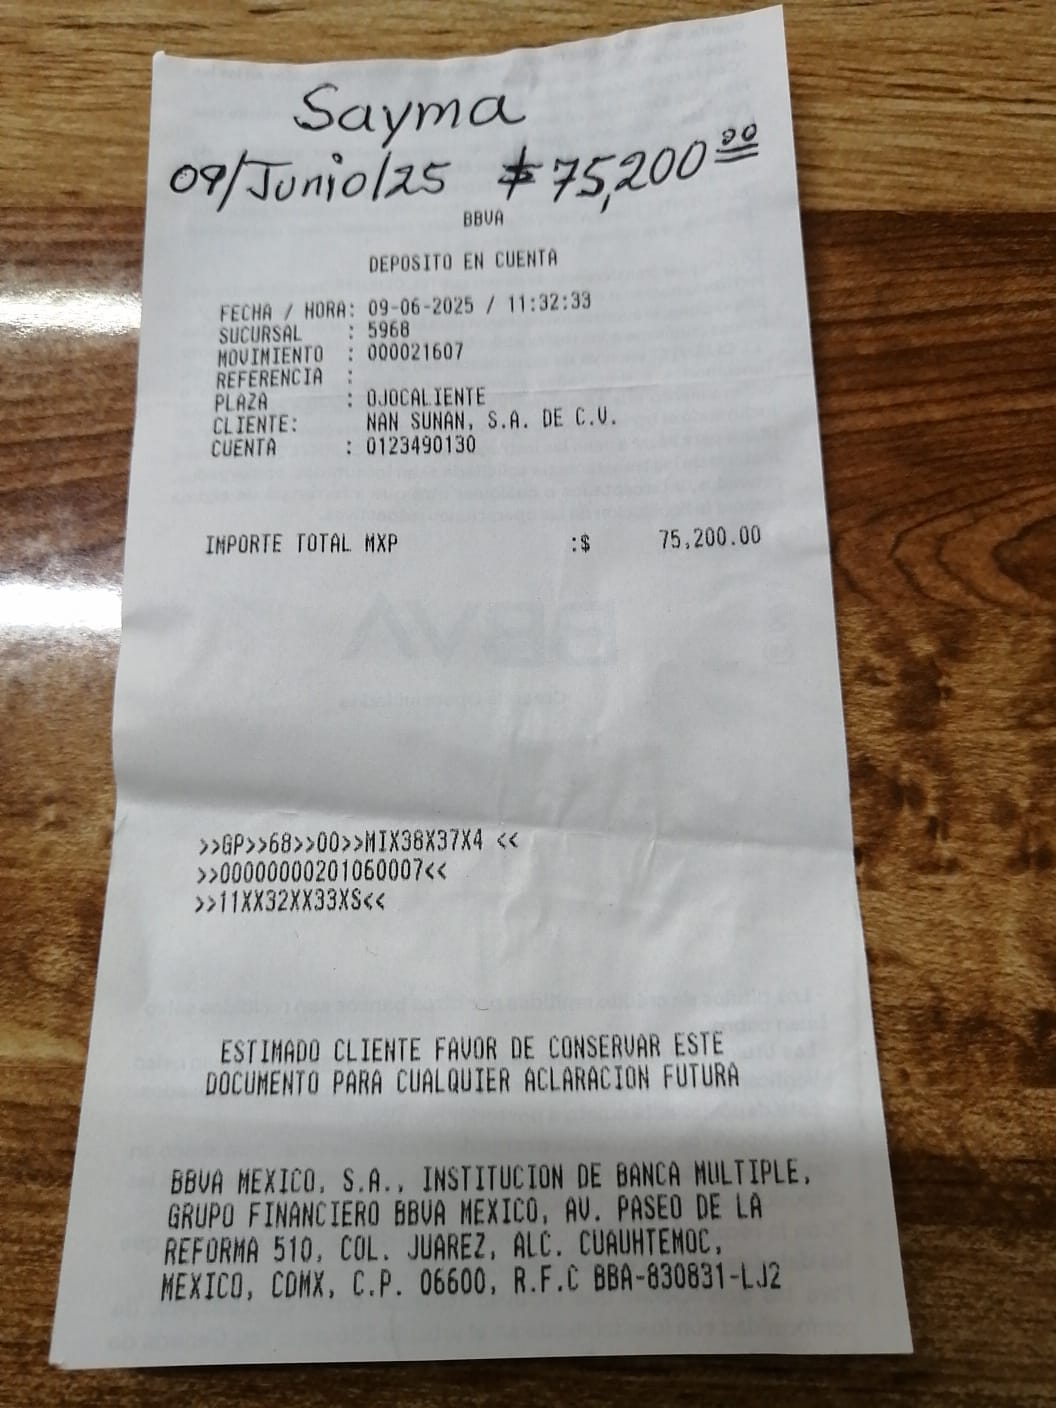 Sayma
09/Junio/25 $75,200.00
BBVA
DEPOSITO EN CUENTA
FECHA / HORA: 09-06-2025 / 11:32:33
SUCURSAL : 5968
MOVIMIENTO : 000021607
REFERENCIA :
PLAZA : OJOCALIENTE
CLIENTE: NAN SUNAN, S.A. DE C.V.
CUENTA : 0123490130
IMPORTE TOTAL MXP :$ 75,200.00
>>GP>>68>>00>>MIX38X37X4 <<
>>00000000201060007<<
>>11XX32XX33XS<<
ESTIMADO CLIENTE FAVOR DE CONSERVAR ESTE
DOCUMENTO PARA CUALQUIER ACLARACION FUTURA
BBVA MEXICO, S.A., INSTITUCION DE BANCA MULTIPLE,
GRUPO FINANCIERO BBVA MEXICO, AV. PASEO DE LA
REFORMA 510, COL. JUAREZ, ALC. CUAUHTEMOC,
MEXICO, CDMX, C.P. 06600, R.F.C BBA-830831-LJ2